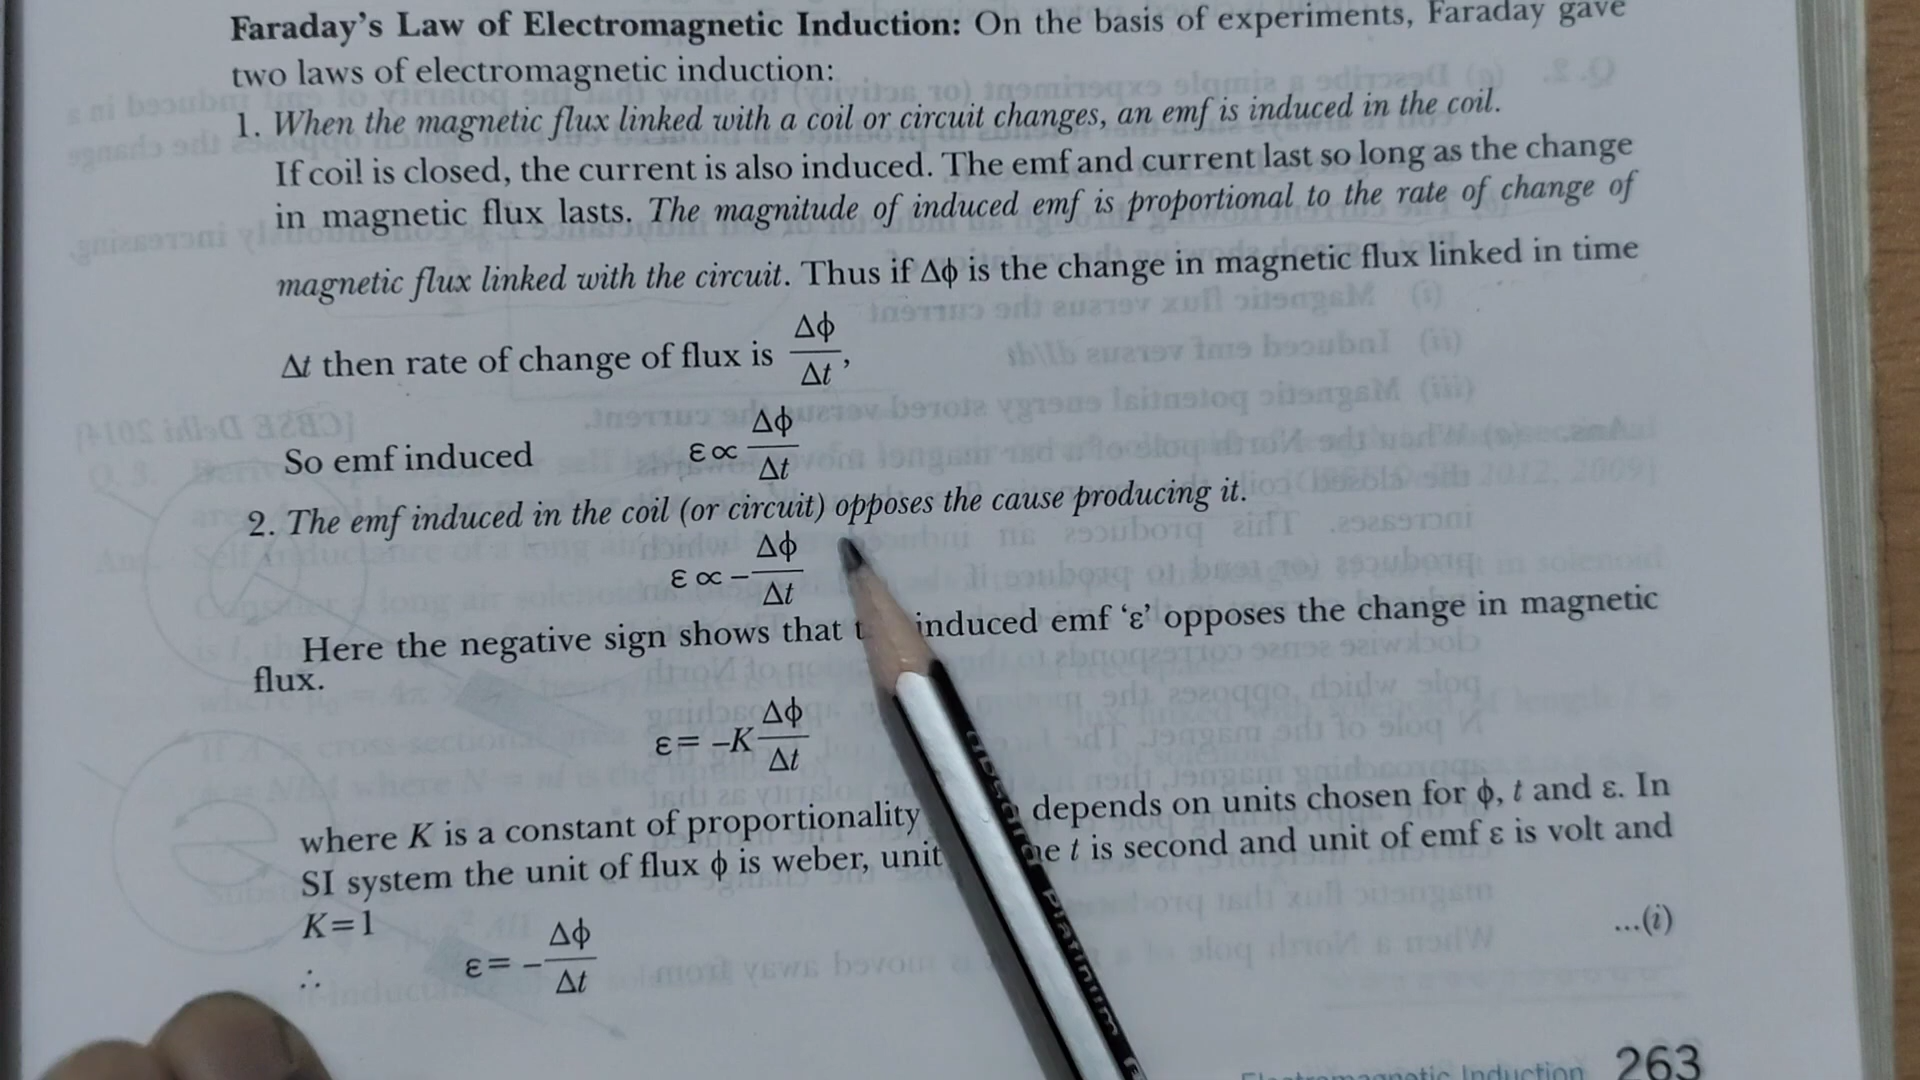 Faraday's Law of Electromagnetic Induction: On the basis of experiments, Faraday gave
two laws of electromagnetic induction:
1. When the magnetic flux linked with a coil or circuit changes, an emf is induced in the coil.
If coil is closed, the current is also induced. The emf and current last so long as the change
in magnetic flux lasts. The magnitude of induced emf is proportional to the rate of change of
magnetic flux linked with the circuit. Thus if Δϕ is the change in magnetic flux linked in time
Δt then rate of change of flux is Δϕ/Δt,
So emf induced ε ∝ Δϕ/Δt
2. The emf induced in the coil (or circuit) opposes the cause producing it.
ε ∝ −Δϕ/Δt
Here the negative sign shows that induced emf 'ε' opposes the change in magnetic
flux.
ε = −K Δϕ/Δt
where K is a constant of proportionality depends on units chosen for ϕ, t and ε. In
SI system the unit of flux ϕ is weber, unit t is second and unit of emf ε is volt and
K=1 ...(i)
∴ ε = −Δϕ/Δt
Electromagnetic Induction 263
Platinum